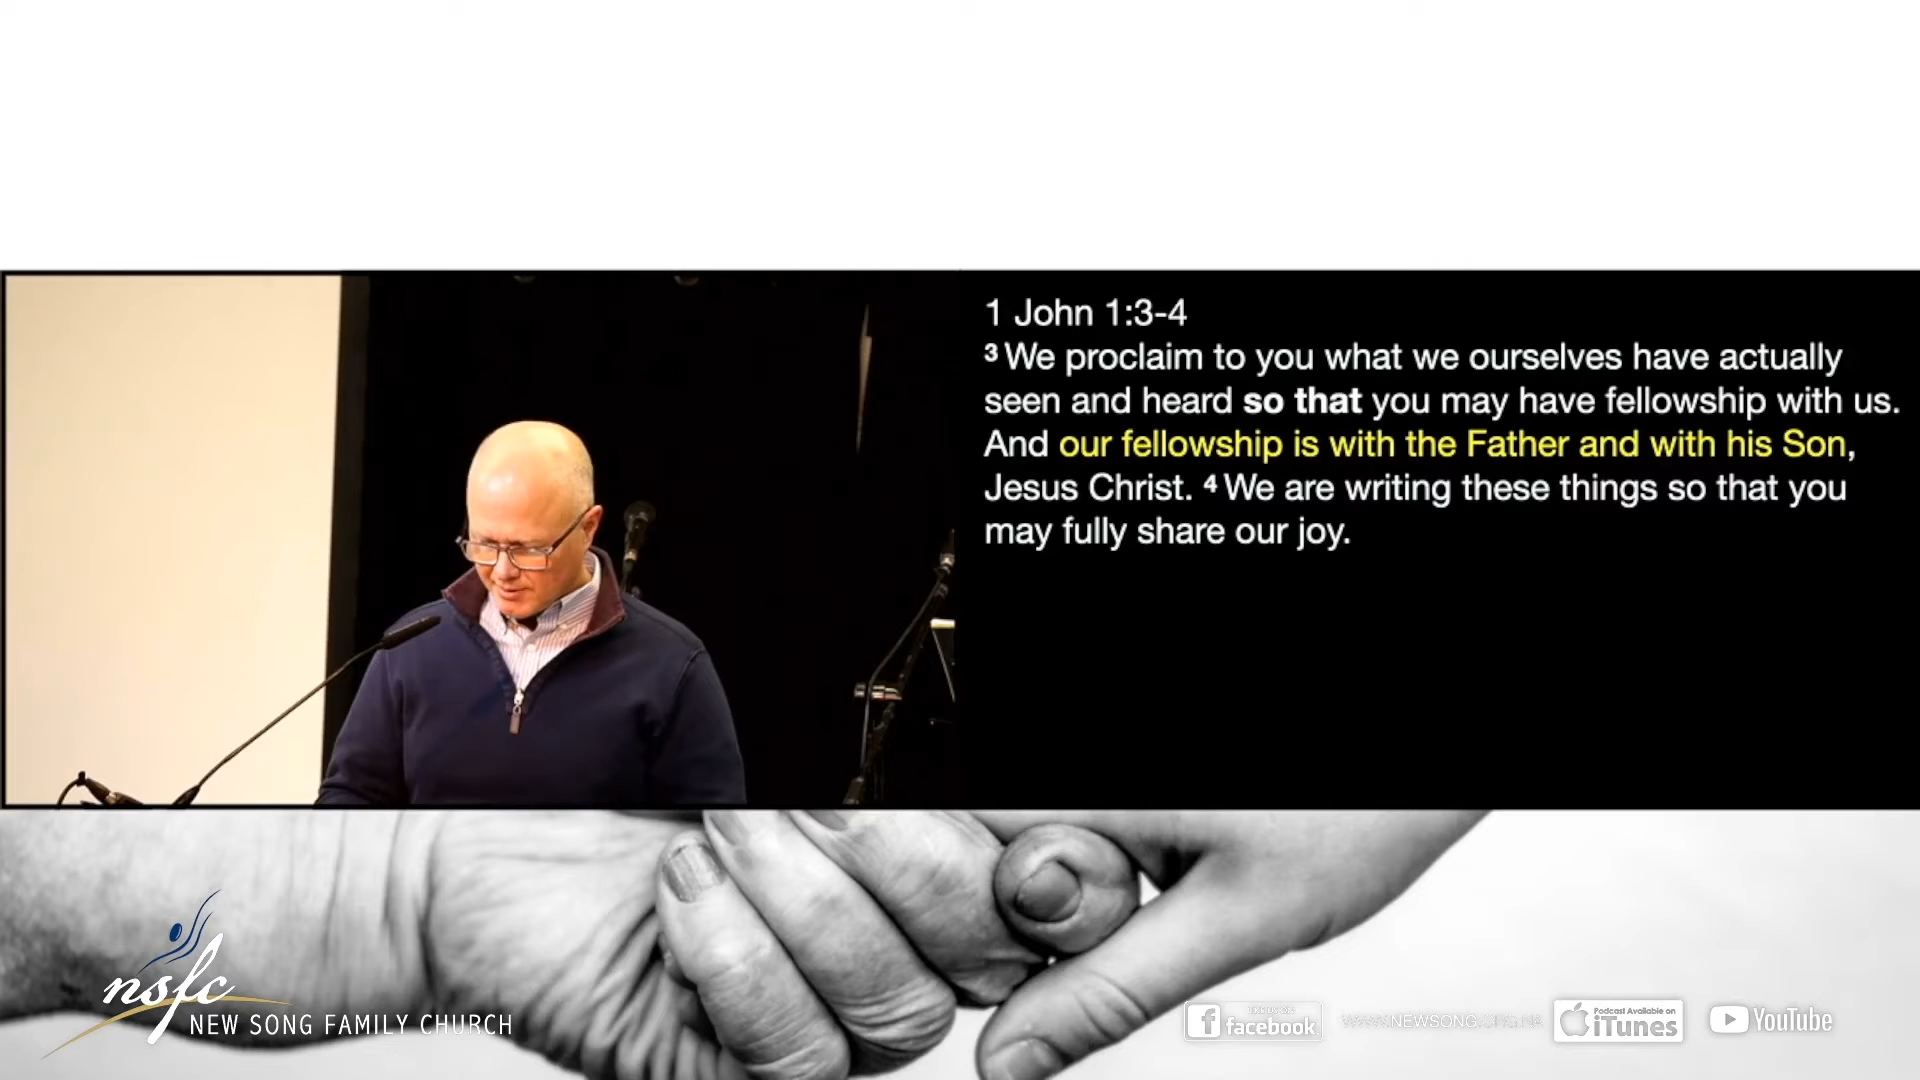 1 John 1:3-4
3 We proclaim to you what we ourselves have actually
seen and heard so that you may have fellowship with us.
And our fellowship is with the Father and with his Son,
Jesus Christ. 4 We are writing these things so that you
may fully share our joy.
nsfc
NEW SONG FAMILY CHURCH
facebook
Podcast Available on
iTunes
YouTube